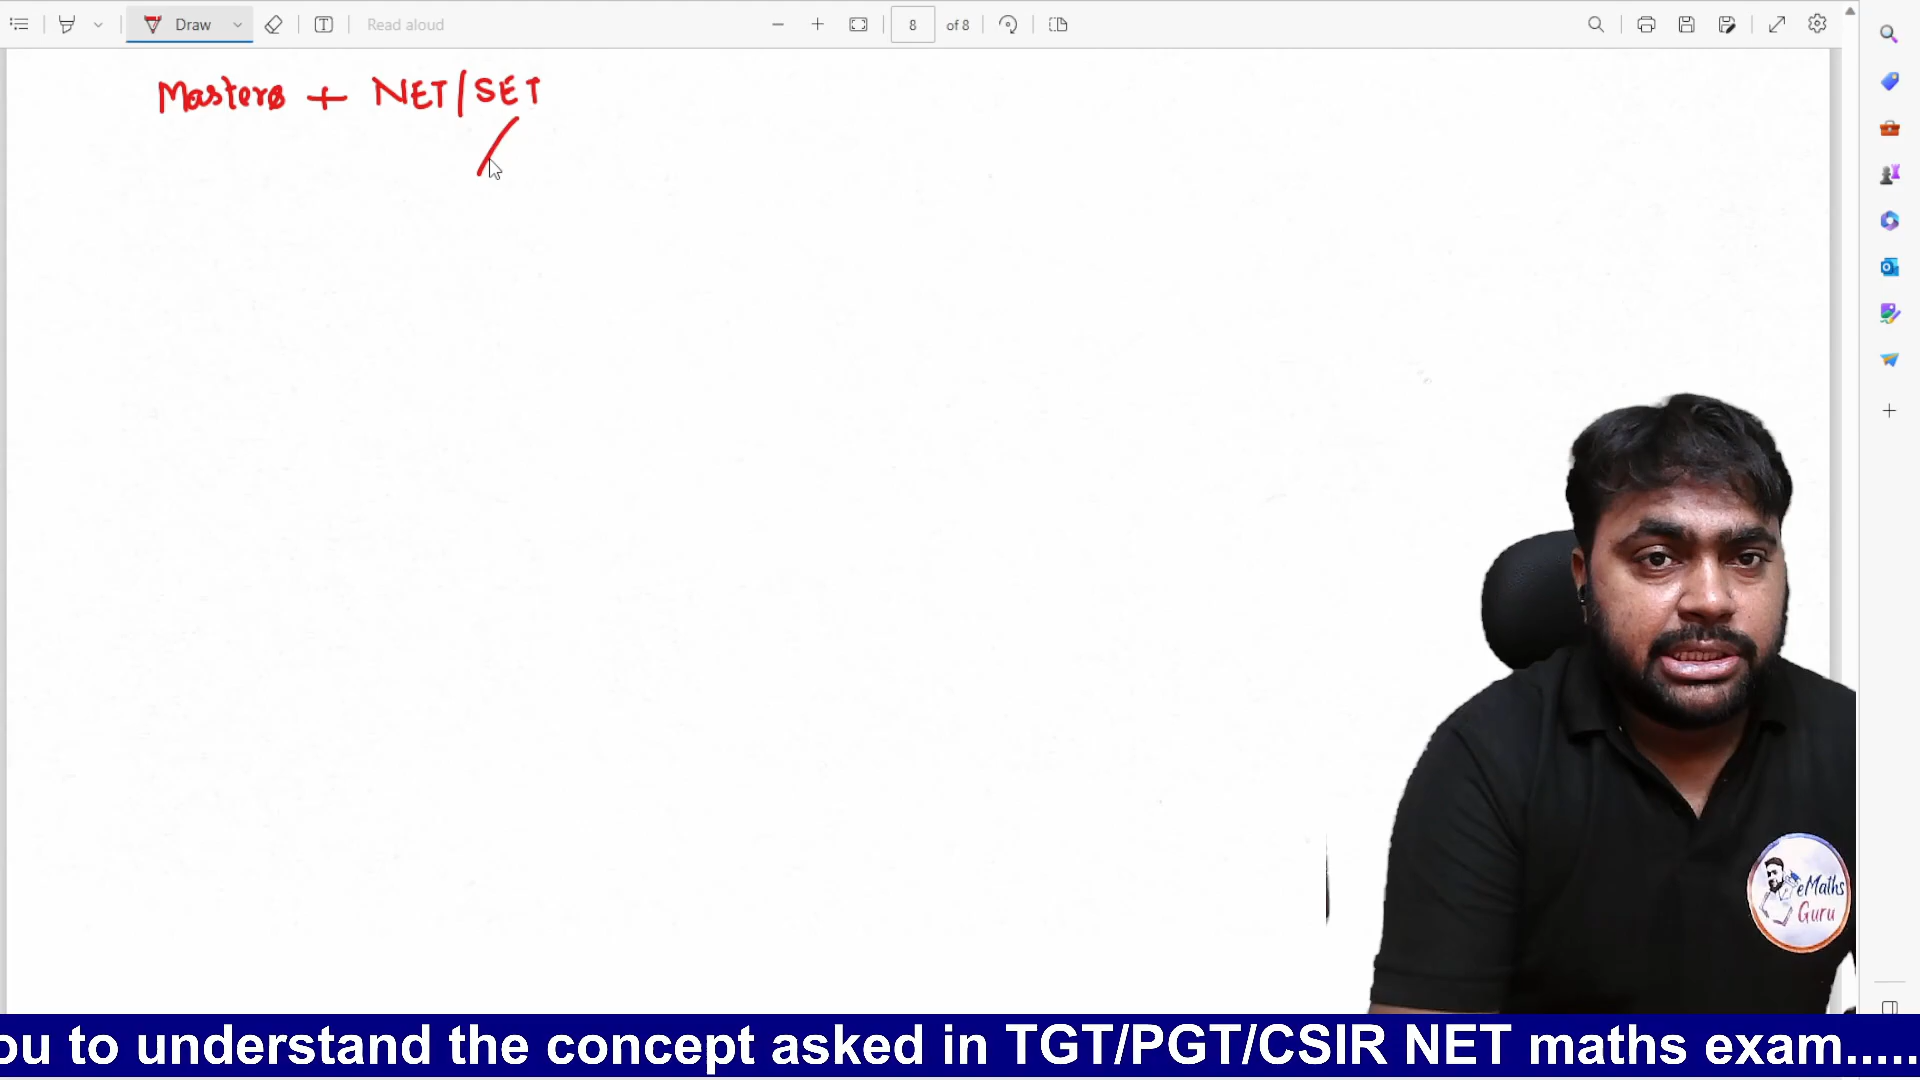 Draw
Read aloud
8 of 8
Masters + NET/SET
eMaths
Guru
ou to understand the concept asked in TGT/PGT/CSIR NET maths exam.....